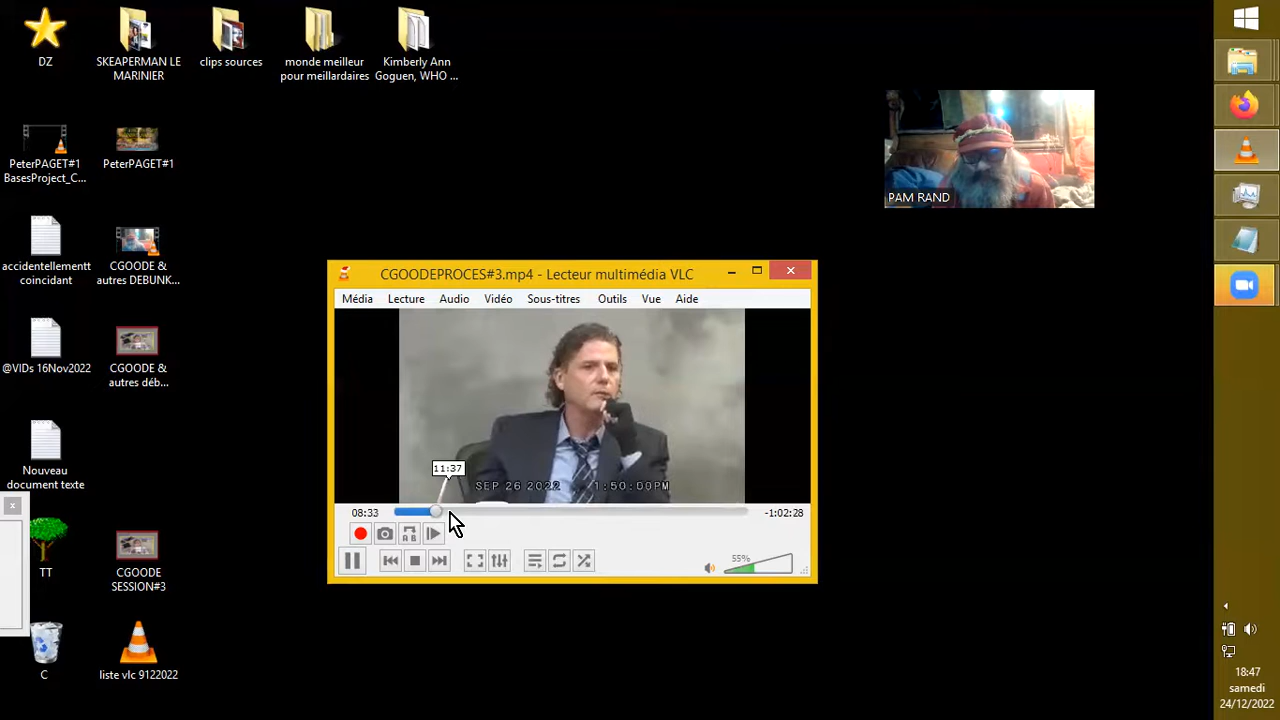 DZ
SKEAPERMAN LE
MARINIER
clips sources
monde meilleur
pour meillardaires
Kimberly Ann
Goguen, WHO ...
PeterPAGET#1
BasesProject_C...
PeterPAGET#1
PAM RAND
accidentellementt
coincidant
CGOODE &
autres DEBUNK...
@VIDs 16Nov2022
CGOODE &
autres déb...
Nouveau
document texte
TT
CGOODE
SESSION#3
C
liste vlc 9122022
CGOODEPROCES#3.mp4 - Lecteur multimédia VLC
Média Lecture Audio Vidéo Sous-titres Outils Vue Aide
11:37
SEP 26 2022 1:50:00PM
08:33
-1:02:28
A B
55%
18:47
samedi
24/12/2022